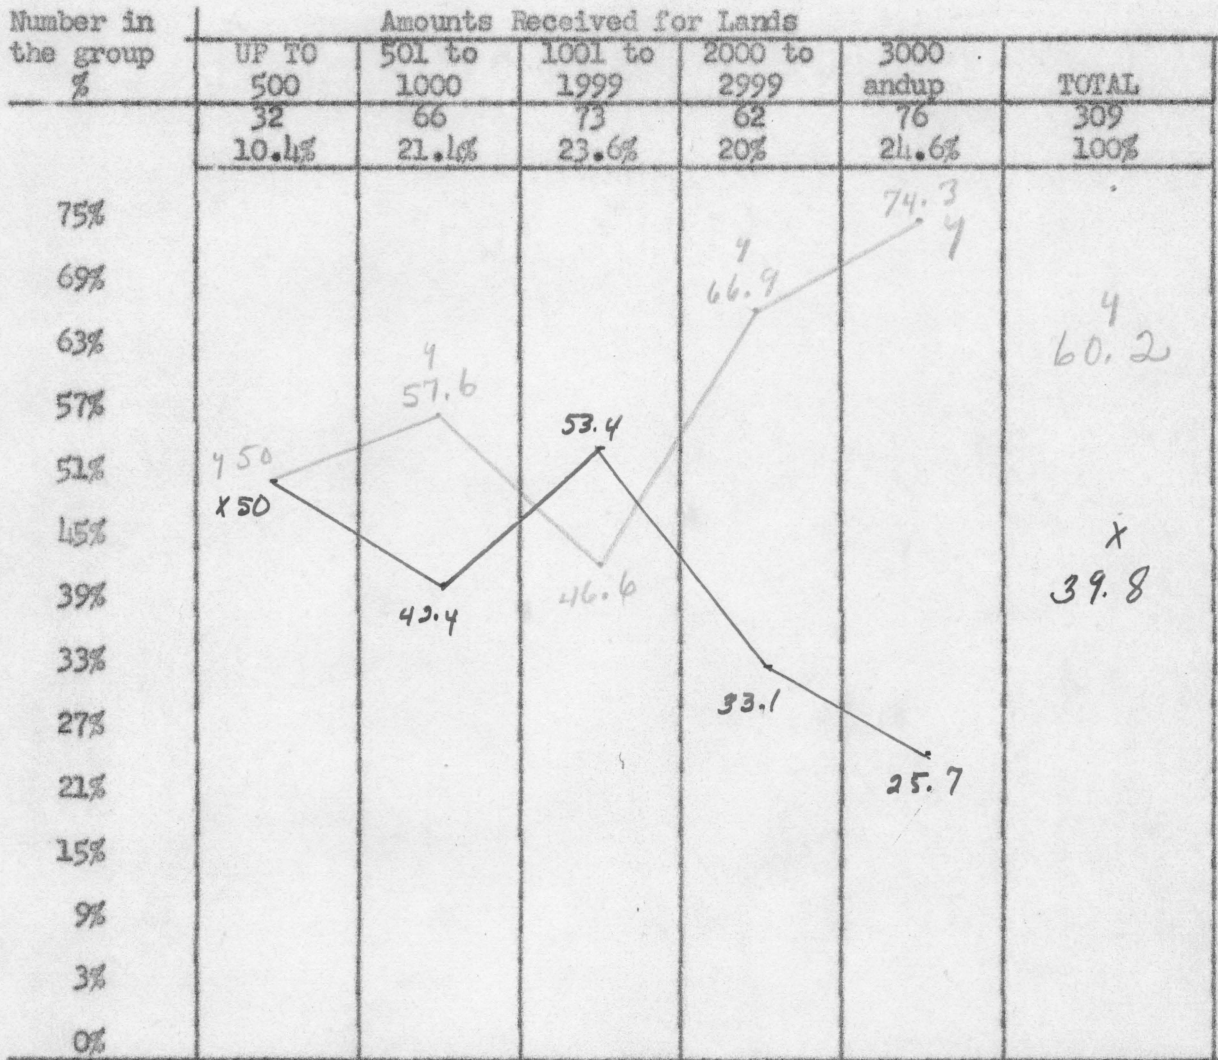 Number in the group %
Amounts Received for Lands
UP TO 500
501 to 1000
1001 to 1999
2000 to 2999
3000 andup
TOTAL
32 66 73 62 76 309
10.4% 21.4% 23.6% 20% 24.6% 100%
75%
74.3
y
69%
y
66.9
63%
y
60.2
57%
y
57.6
53.4
51%
y 50
x 50
45%
x
39.8
39%
42.4
46.6
33%
33.1
27%
25.7
21%
15%
9%
3%
0%